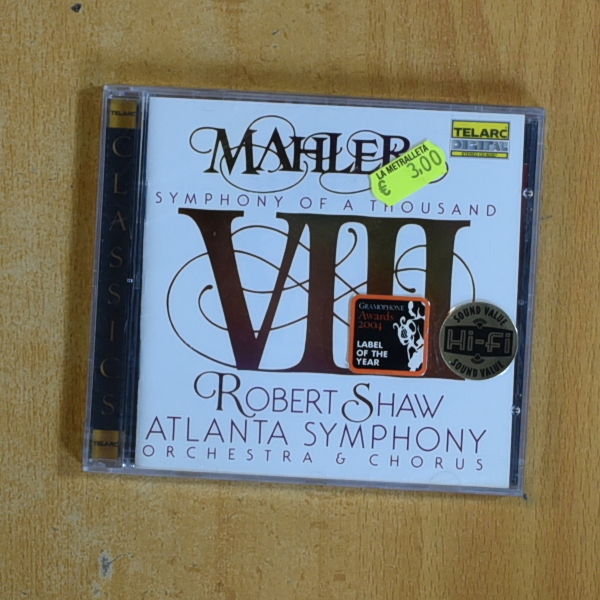 TELARC
CLASSICS
TELARC
MAHLER
TELARC
DIGITAL
LA METRALLETA
€ 3,00
SYMPHONY OF A THOUSAND
VIII
GRAMOPHONE
Awards
2004
LABEL
OF THE
YEAR
SOUND VALUE
Hi-Fi
SOUND VALUE
ROBERT SHAW
ATLANTA SYMPHONY
ORCHESTRA & CHORUS